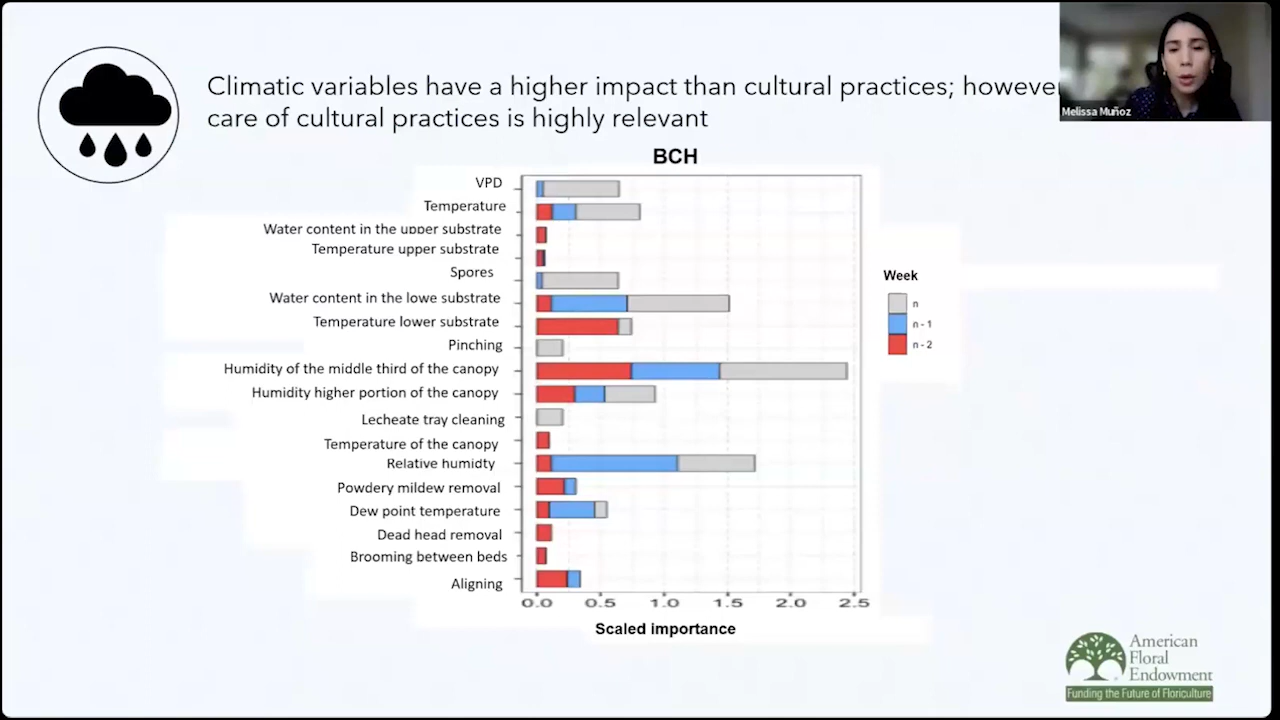 Climatic variables have a higher impact than cultural practices; however
care of cultural practices is highly relevant
Melissa Muñoz
BCH
VPD
Temperature
Water content in the upper substrate
Temperature upper substrate
Spores
Water content in the lowe substrate
Temperature lower substrate
Pinching
Humidity of the middle third of the canopy
Humidity higher portion of the canopy
Lecheate tray cleaning
Temperature of the canopy
Relative humidty
Powdery mildew removal
Dew point temperature
Dead head removal
Brooming between beds
Aligning
0.0 0.5 1.0 1.5 2.0 2.5
Scaled importance
Week
n
n - 1
n - 2
American
Floral
Endowment
Funding the Future of Floriculture